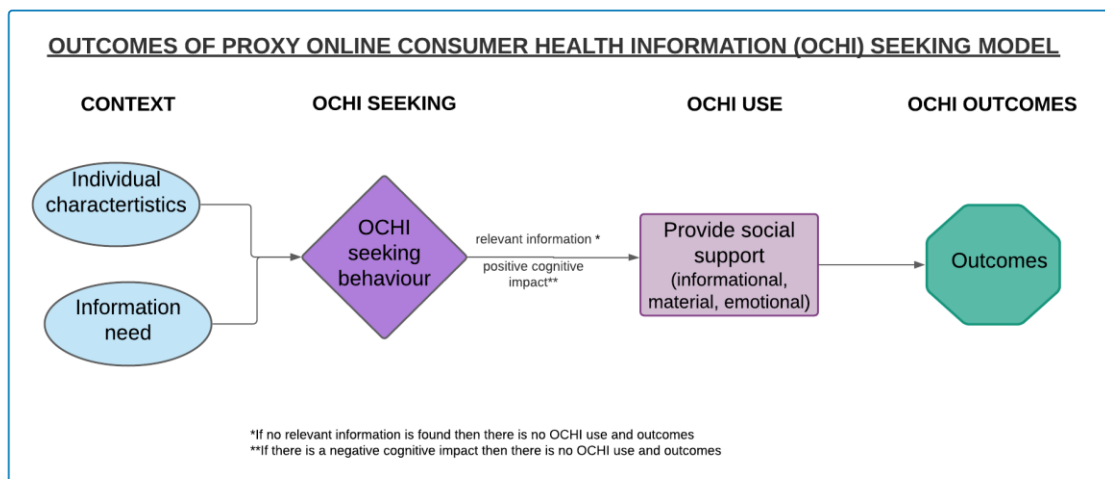 OUTCOMES OF PROXY ONLINE CONSUMER HEALTH INFORMATION (OCHI) SEEKING MODEL
CONTEXT
OCHI SEEKING
OCHI USE
OCHI OUTCOMES
Individual
charactertistics
Information
need
OCHI
seeking
behaviour
relevant information *
positive cognitive
impact**
Provide social
support
(informational,
material, emotional)
Outcomes
*If no relevant information is found then there is no OCHI use and outcomes
**If there is a negative cognitive impact then there is no OCHI use and outcomes